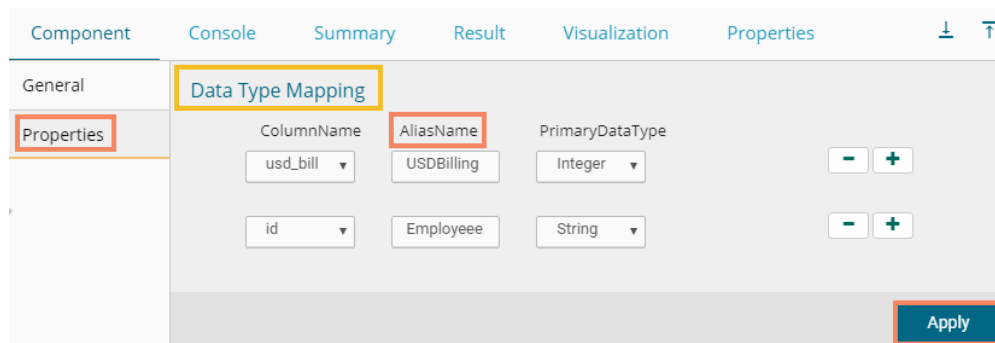 Component Console Summary Result Visualization Properties
General
Data Type Mapping
Properties
ColumnName AliasName PrimaryDataType
usd_bill USDBilling Integer - +
id Employeee String - +
Apply